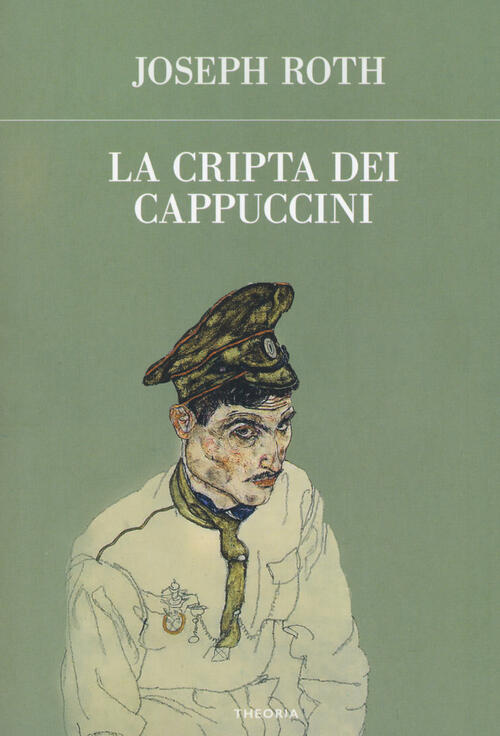 JOSEPH ROTH
LA CRIPTA DEI
CAPPUCCINI
THEORIA